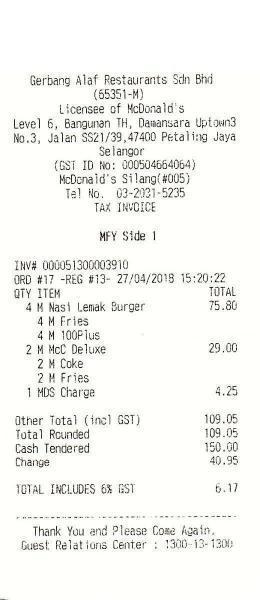 Gerbang Alaf Restaurants Sdn Bhd
(65351-M)
Licensee of McDonald's
Level 6, Bangunan TH, Damansara Uptown3
No.3, Jalan SS21/39,47400 Petaling Jaya
Selangor
(GST ID No: 000504664064)
McDonald's Silang(#005)
Tel No. 03-2031-5235
TAX INVOICE
MFY Side 1
INV# 000051300003910
ORD #17 -REG #13- 27/04/2018 15:20:22
QTY ITEM TOTAL
4 M Nasi Lemak Burger 75.80
4 M Fries
4 M 100Plus
2 M McC Deluxe 29.00
2 M Coke
2 M Fries
1 MDS Charge 4.25
Other Total (incl GST) 109.05
Total Rounded 109.05
Cash Tendered 150.00
Change 40.95
TOTAL INCLUDES 6% GST 6.17
Thank You and Please Come Again.
Guest Relations Center : 1300-13-1300